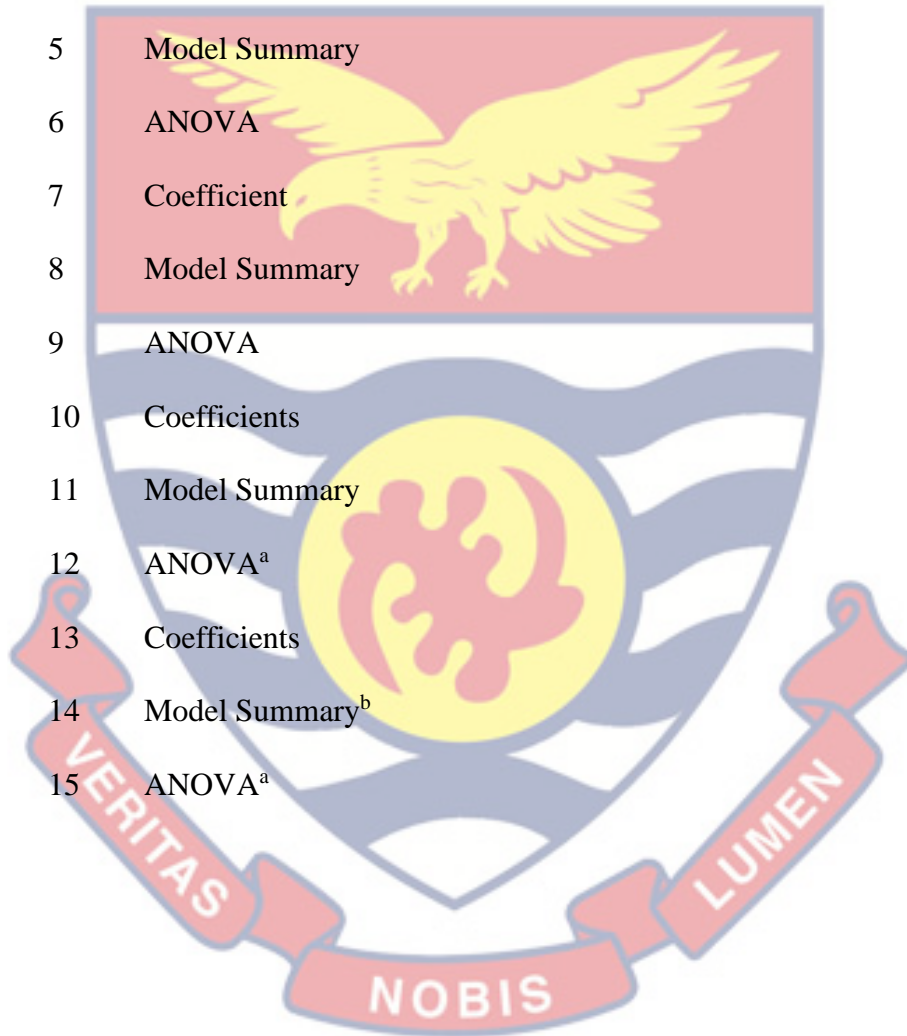 5 Model Summary
6 ANOVA
7 Coefficient
8 Model Summary
9 ANOVA
10 Coefficients
11 Model Summary
12 ANOVAᵃ
13 Coefficients
14 Model Summaryᵇ
15 ANOVAᵃ
VERITAS
NOBIS
LUMEN